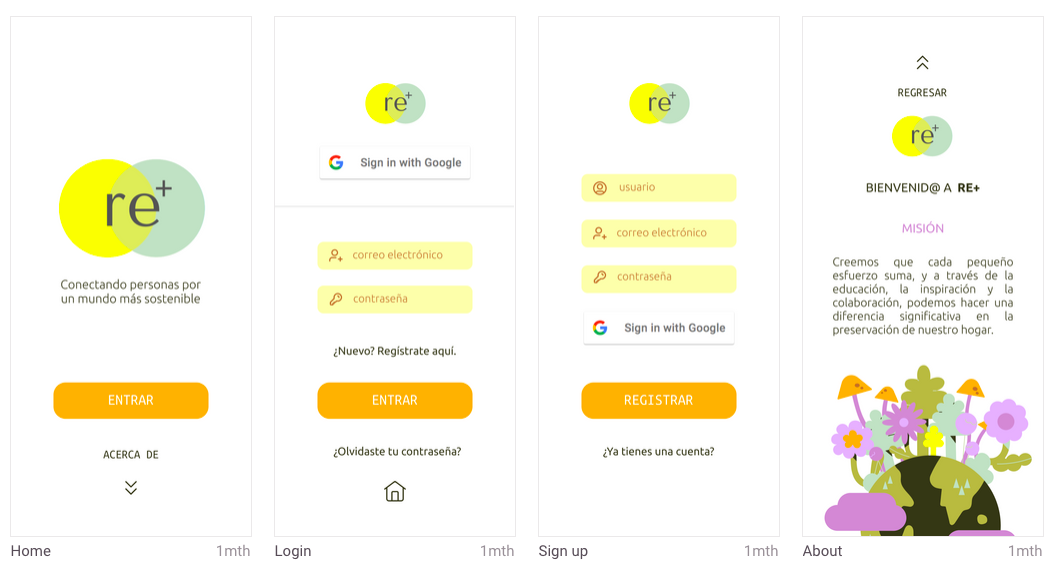 re+
Conectando personas por
un mundo más sostenible
ENTRAR
ACERCA DE
Home
1mth
re+
Sign in with Google
correo electrónico
contraseña
¿Nuevo? Regístrate aquí.
ENTRAR
¿Olvidaste tu contraseña?
Login
1mth
re+
usuario
correo electrónico
contraseña
Sign in with Google
REGISTRAR
¿Ya tienes una cuenta?
Sign up
1mth
REGRESAR
re+
BIENVENID@ A RE+
MISIÓN
Creemos que cada pequeño
esfuerzo suma, y a través de la
educación, la inspiración y la
colaboración, podemos hacer una
diferencia significativa en la
preservación de nuestro hogar.
About
1mth